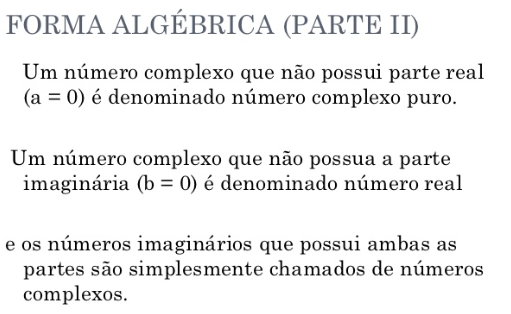 FORMA ALGÉBRICA (PARTE II)
Um número complexo que não possui parte real
(a = 0) é denominado número complexo puro.
Um número complexo que não possua a parte
imaginária (b = 0) é denominado número real
e os números imaginários que possui ambas as
partes são simplesmente chamados de números
complexos.